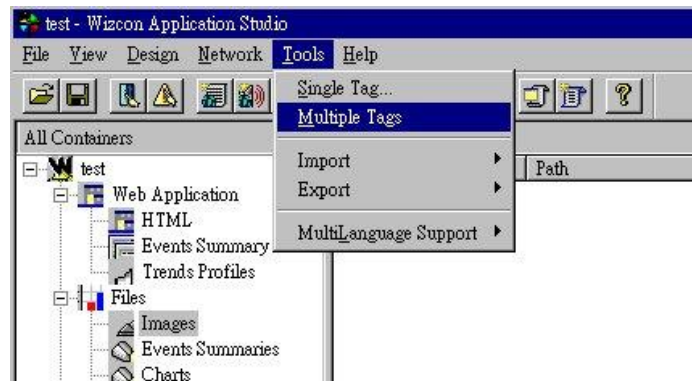 test - Wizcon Application Studio
File View Design Network Tools Help
Single Tag...
Multiple Tags
Import
Export
MultiLanguage Support
All Containers
Path
test
Web Application
HTML
Events Summary
Trends Profiles
Files
Images
Events Summaries
Charts